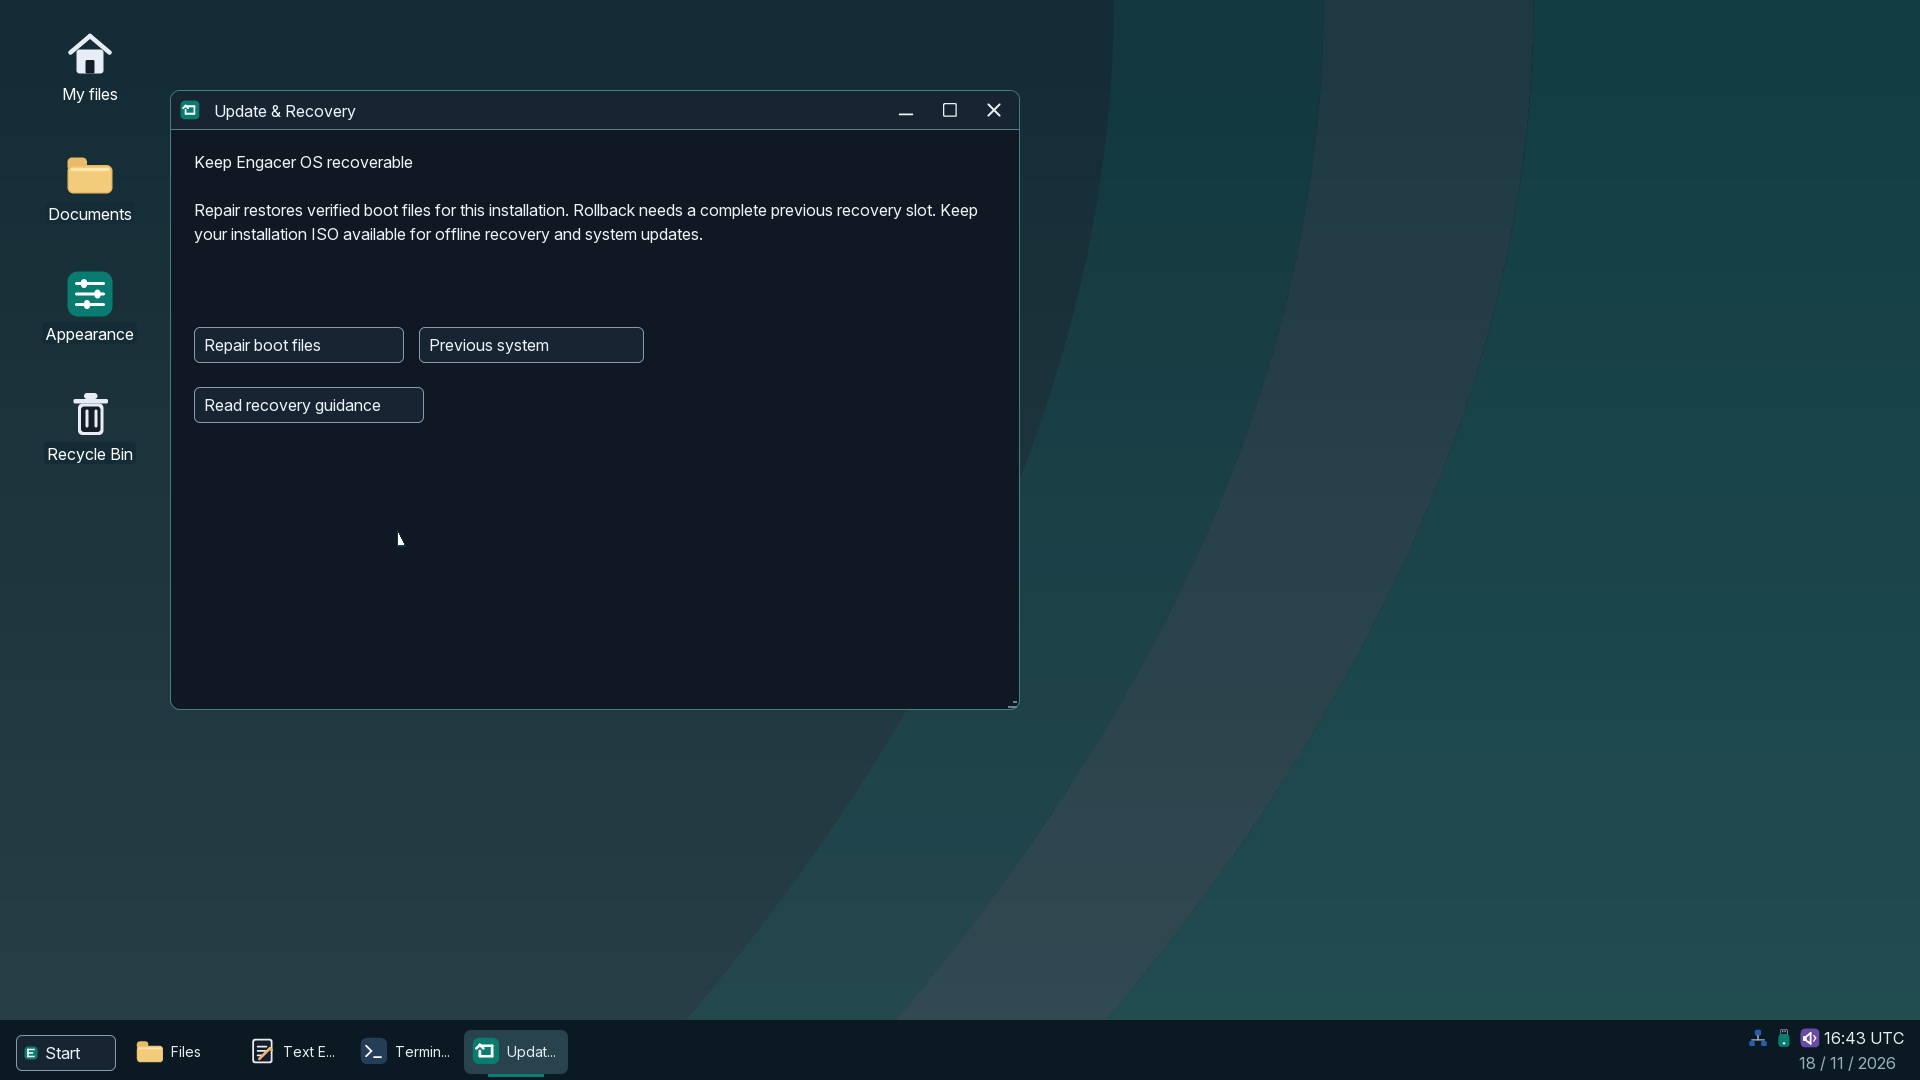 My files
Documents
Appearance
Recycle Bin
Update & Recovery
Keep Engacer OS recoverable
Repair restores verified boot files for this installation. Rollback needs a complete previous recovery slot. Keep
your installation ISO available for offline recovery and system updates.
Repair boot files
Previous system
Read recovery guidance
Start
Files
Text E...
Termin...
Updat...
16:43 UTC
18 / 11 / 2026